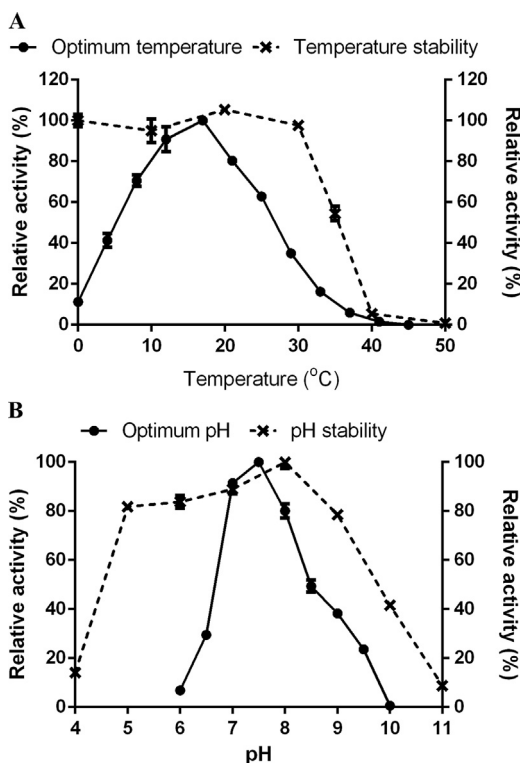 A
Optimum temperature Temperature stability
120 120
100 100
80 80
60 60
40 40
20 20
0 0
Relative activity (%)
Relative activity (%)
0 10 20 30 40 50
Temperature (°C)
B
Optimum pH pH stability
100 100
80 80
60 60
40 40
20 20
0 0
Relative activity (%)
Relative activity (%)
4 5 6 7 8 9 10 11
pH